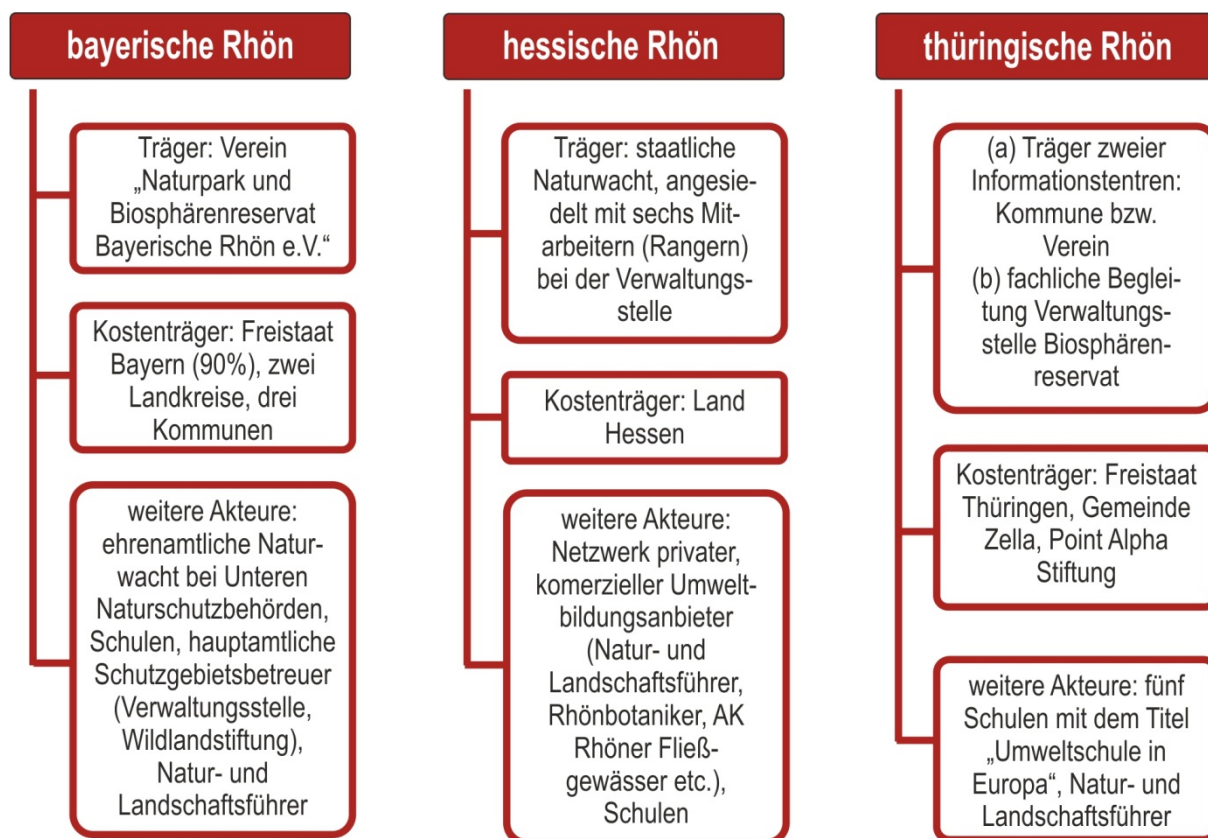 bayerische Rhön
Träger: Verein
„Naturpark und
Biosphärenreservat
Bayerische Rhön e.V.“
Kostenträger: Freistaat
Bayern (90%), zwei
Landkreise, drei
Kommunen
weitere Akteure:
ehrenamtliche Natur-
wacht bei Unteren
Naturschutzbehörden,
Schulen, hauptamtliche
Schutzgebietsbetreuer
(Verwaltungsstelle,
Wildlandstiftung),
Natur- und
Landschaftsführer
hessische Rhön
Träger: staatliche
Naturwacht, angesie-
delt mit sechs Mit-
arbeitern (Rangern)
bei der Verwaltungs-
stelle
Kostenträger: Land
Hessen
weitere Akteure:
Netzwerk privater,
komerzieller Umwelt-
bildungsanbieter
(Natur- und
Landschaftsführer,
Rhönbotaniker, AK
Rhöner Fließ-
gewässer etc.),
Schulen
thüringische Rhön
(a) Träger zweier
Informationstentren:
Kommune bzw.
Verein
(b) fachliche Beglei-
tung Verwaltungs-
stelle Biosphären-
reservat
Kostenträger: Freistaat
Thüringen, Gemeinde
Zella, Point Alpha
Stiftung
weitere Akteure: fünf
Schulen mit dem Titel
„Umweltschule in
Europa“, Natur- und
Landschaftsführer